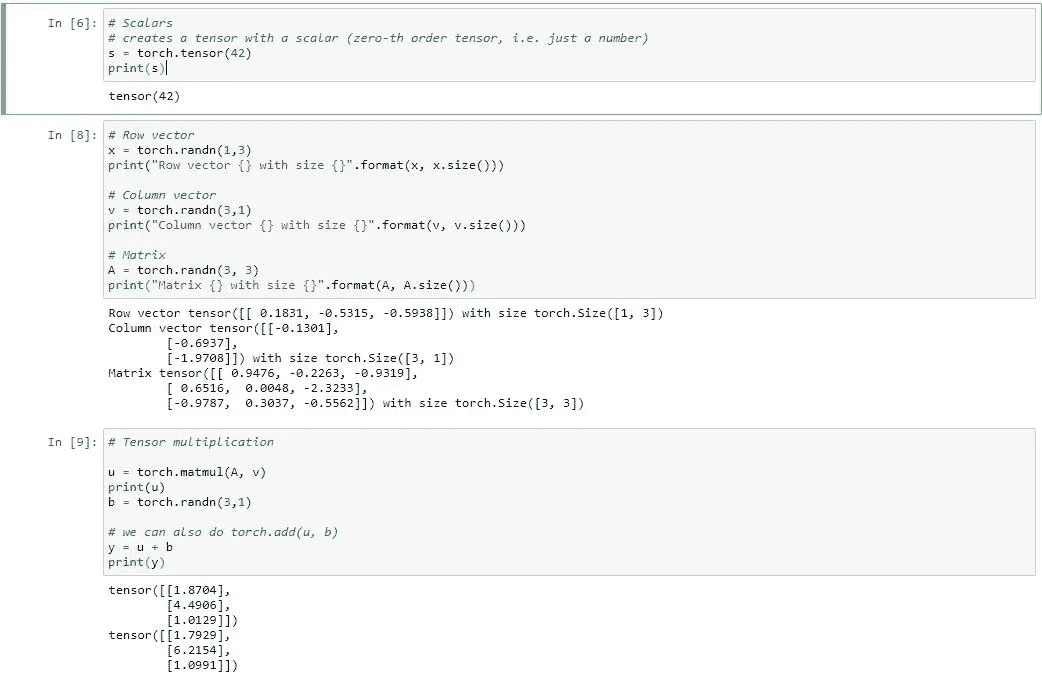 In [6]: # Scalars
# creates a tensor with a scalar (zero-th order tensor, i.e. just a number)
s = torch.tensor(42)
print(s)
tensor(42)
In [8]: # Row vector
x = torch.randn(1,3)
print("Row vector {} with size {}".format(x, x.size()))
# Column vector
v = torch.randn(3,1)
print("Column vector {} with size {}".format(v, v.size()))
# Matrix
A = torch.randn(3, 3)
print("Matrix {} with size {}".format(A, A.size()))
Row vector tensor([[ 0.1831, -0.5315, -0.5938]]) with size torch.Size([1, 3])
Column vector tensor([[-0.1301],
[-0.6937],
[-1.9708]]) with size torch.Size([3, 1])
Matrix tensor([[ 0.9476, -0.2263, -0.9319],
[ 0.6516, 0.0048, -2.3233],
[-0.9787, 0.3037, -0.5562]]) with size torch.Size([3, 3])
In [9]: # Tensor multiplication
u = torch.matmul(A, v)
print(u)
b = torch.randn(3,1)
# we can also do torch.add(u, b)
y = u + b
print(y)
tensor([[1.8704],
[4.4906],
[1.0129]])
tensor([[1.7929],
[6.2154],
[1.0991]])